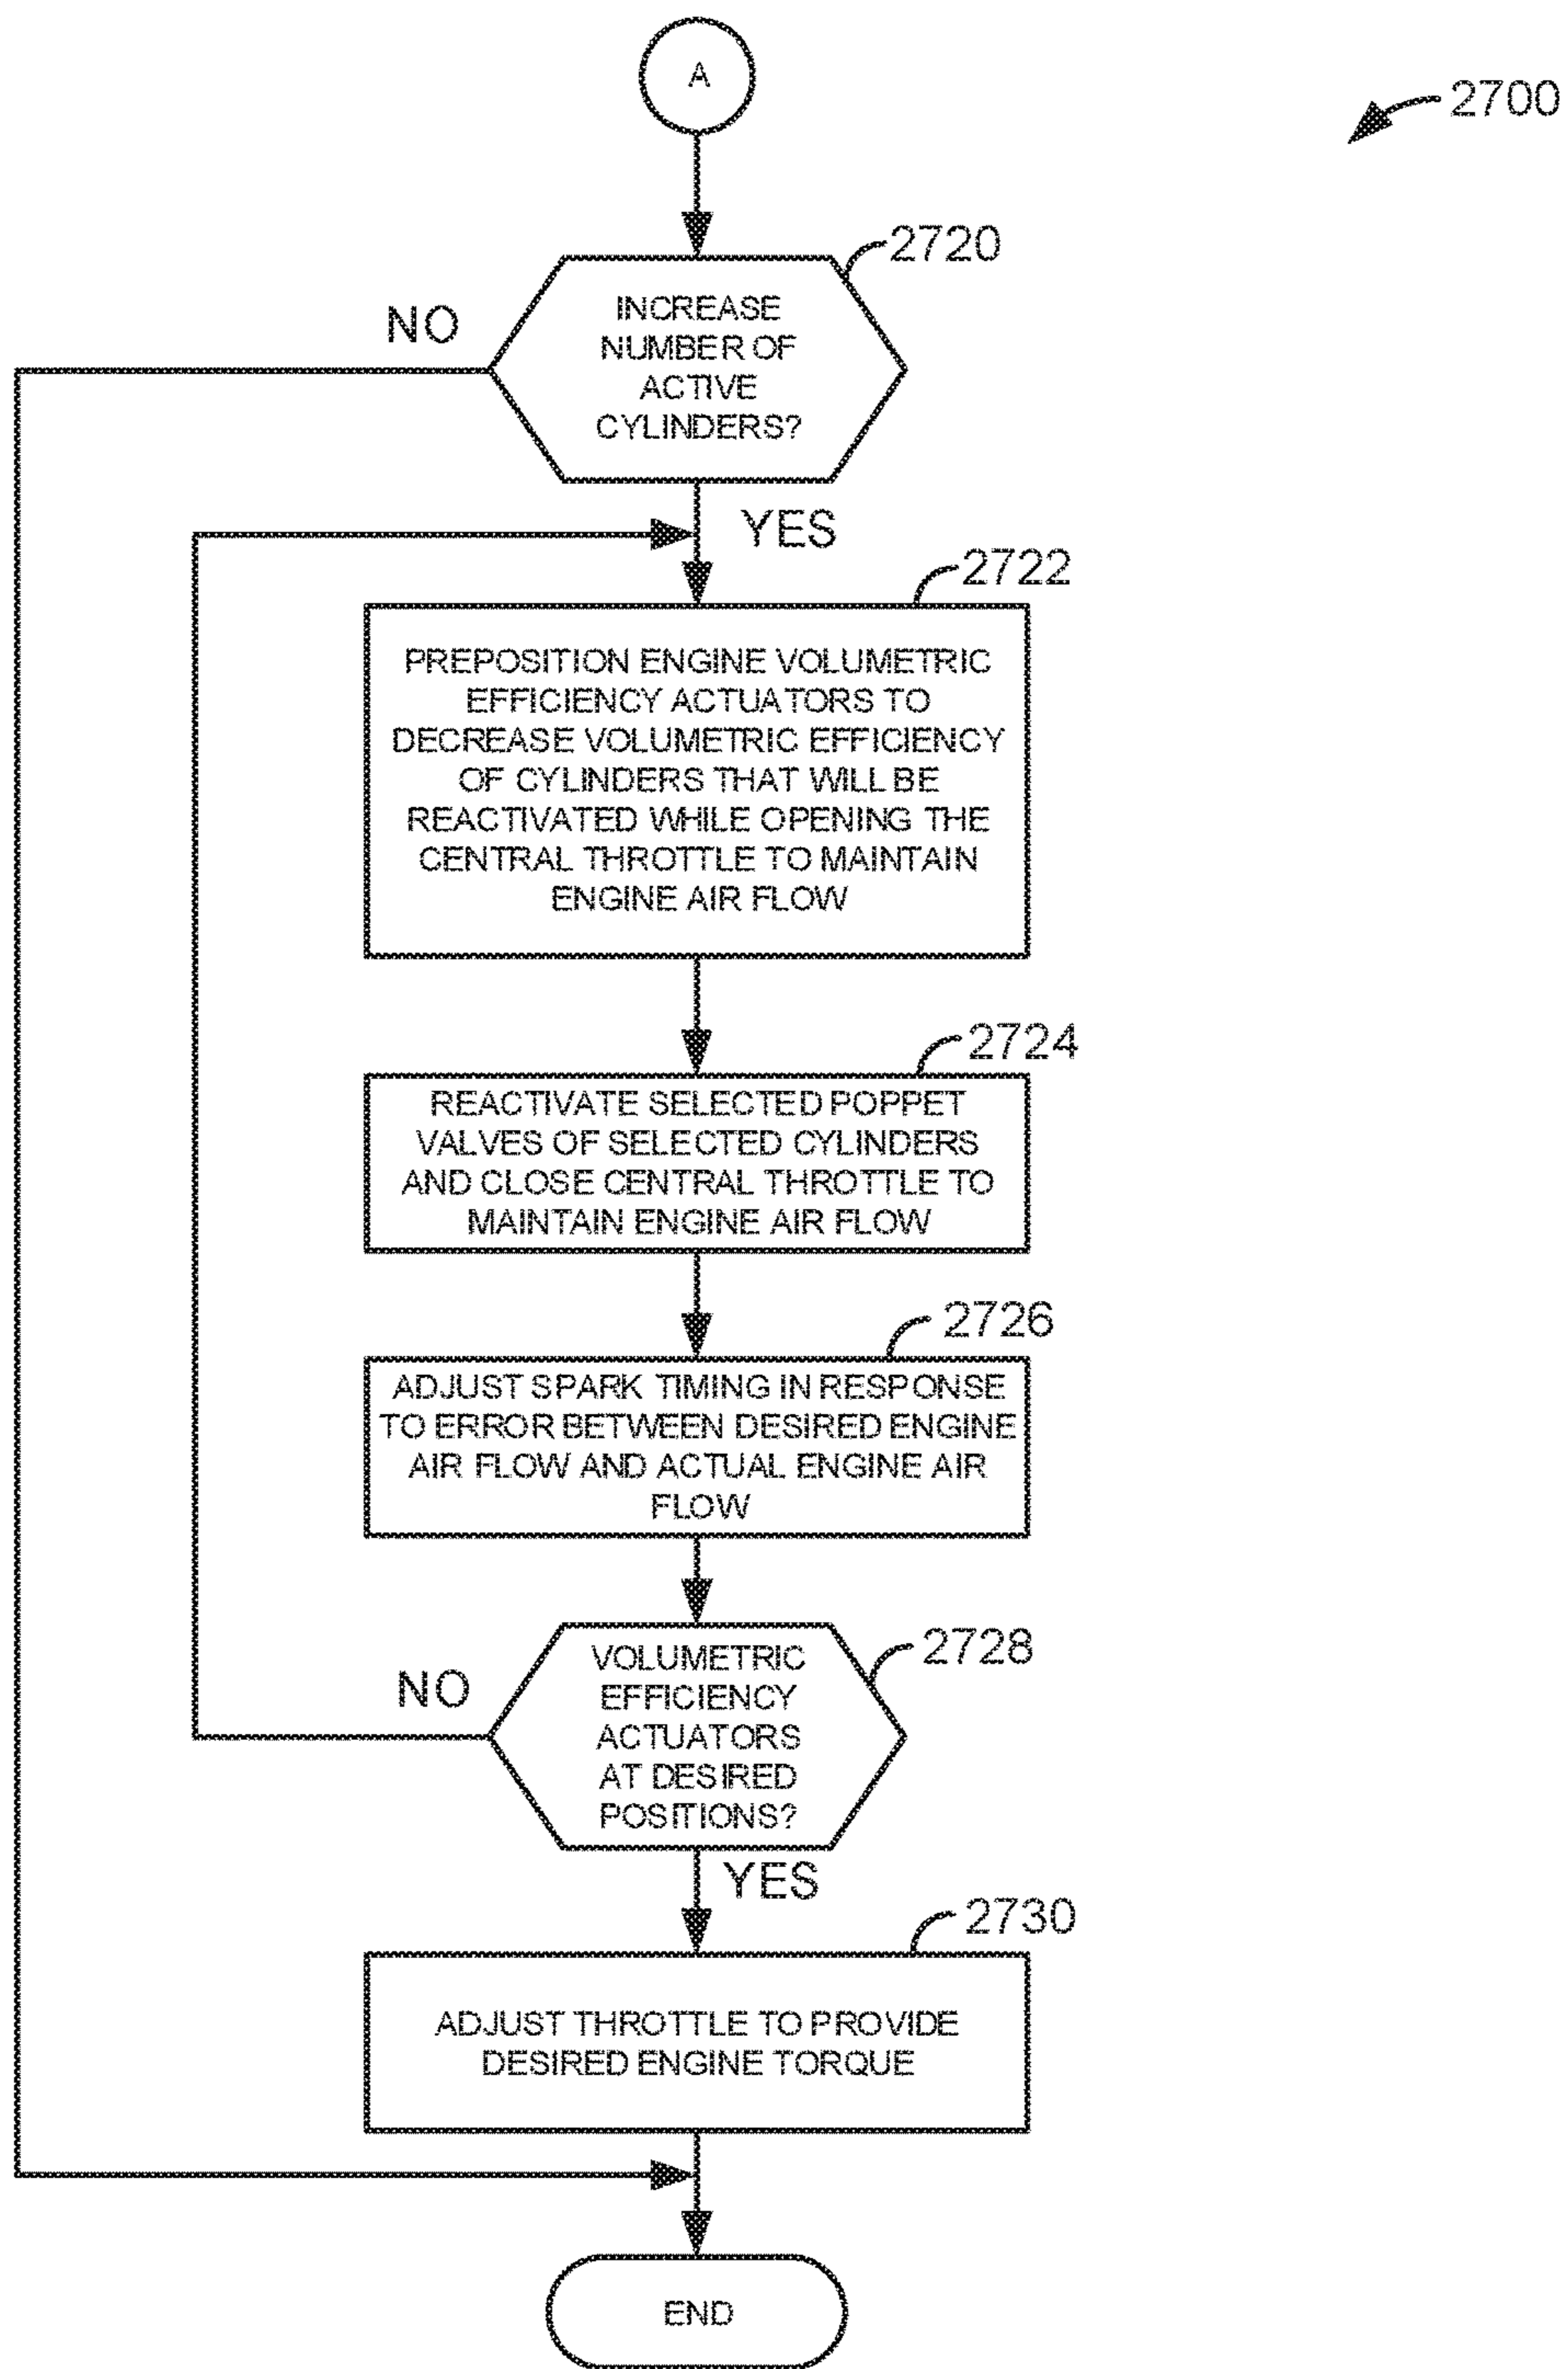 A
2700
2720
NO
INCREASE
NUMBER OF
ACTIVE
CYLINDERS?
YES
2722
PREPOSITION ENGINE VOLUMETRIC
EFFICIENCY ACTUATORS TO
DECREASE VOLUMETRIC EFFICIENCY
OF CYLINDERS THAT WILL BE
REACTIVATED WHILE OPENING THE
CENTRAL THROTTLE TO MAINTAIN
ENGINE AIR FLOW
2724
REACTIVATE SELECTED POPPET
VALVES OF SELECTED CYLINDERS
AND CLOSE CENTRAL THROTTLE TO
MAINTAIN ENGINE AIR FLOW
2726
ADJUST SPARK TIMING IN RESPONSE
TO ERROR BETWEEN DESIRED ENGINE
AIR FLOW AND ACTUAL ENGINE AIR
FLOW
2728
NO
VOLUMETRIC
EFFICIENCY
ACTUATORS
AT DESIRED
POSITIONS?
YES
2730
ADJUST THROTTLE TO PROVIDE
DESIRED ENGINE TORQUE
END